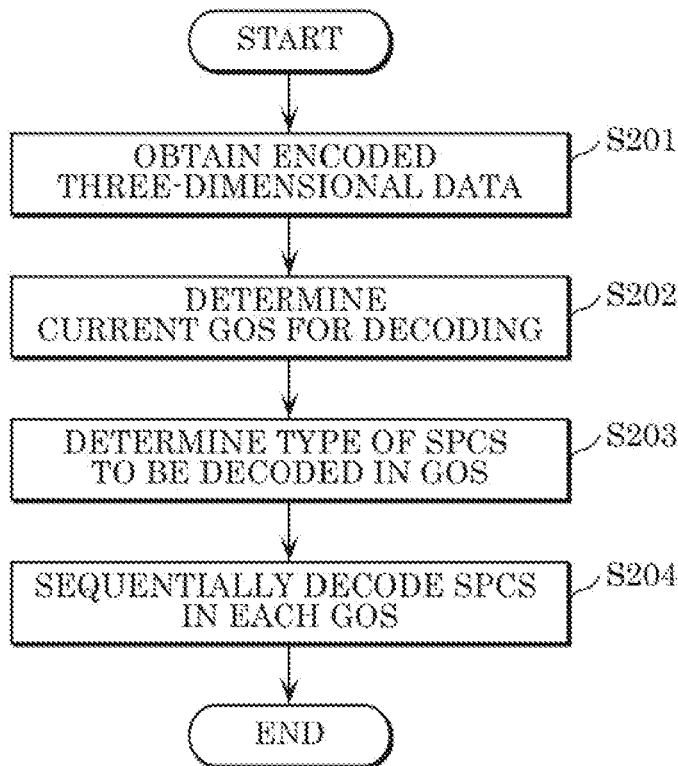 START
OBTAIN ENCODED
THREE-DIMENSIONAL DATA
S201
DETERMINE
CURRENT GOS FOR DECODING
S202
DETERMINE TYPE OF SPCS
TO BE DECODED IN GOS
S203
SEQUENTIALLY DECODE SPCS
IN EACH GOS
S204
END